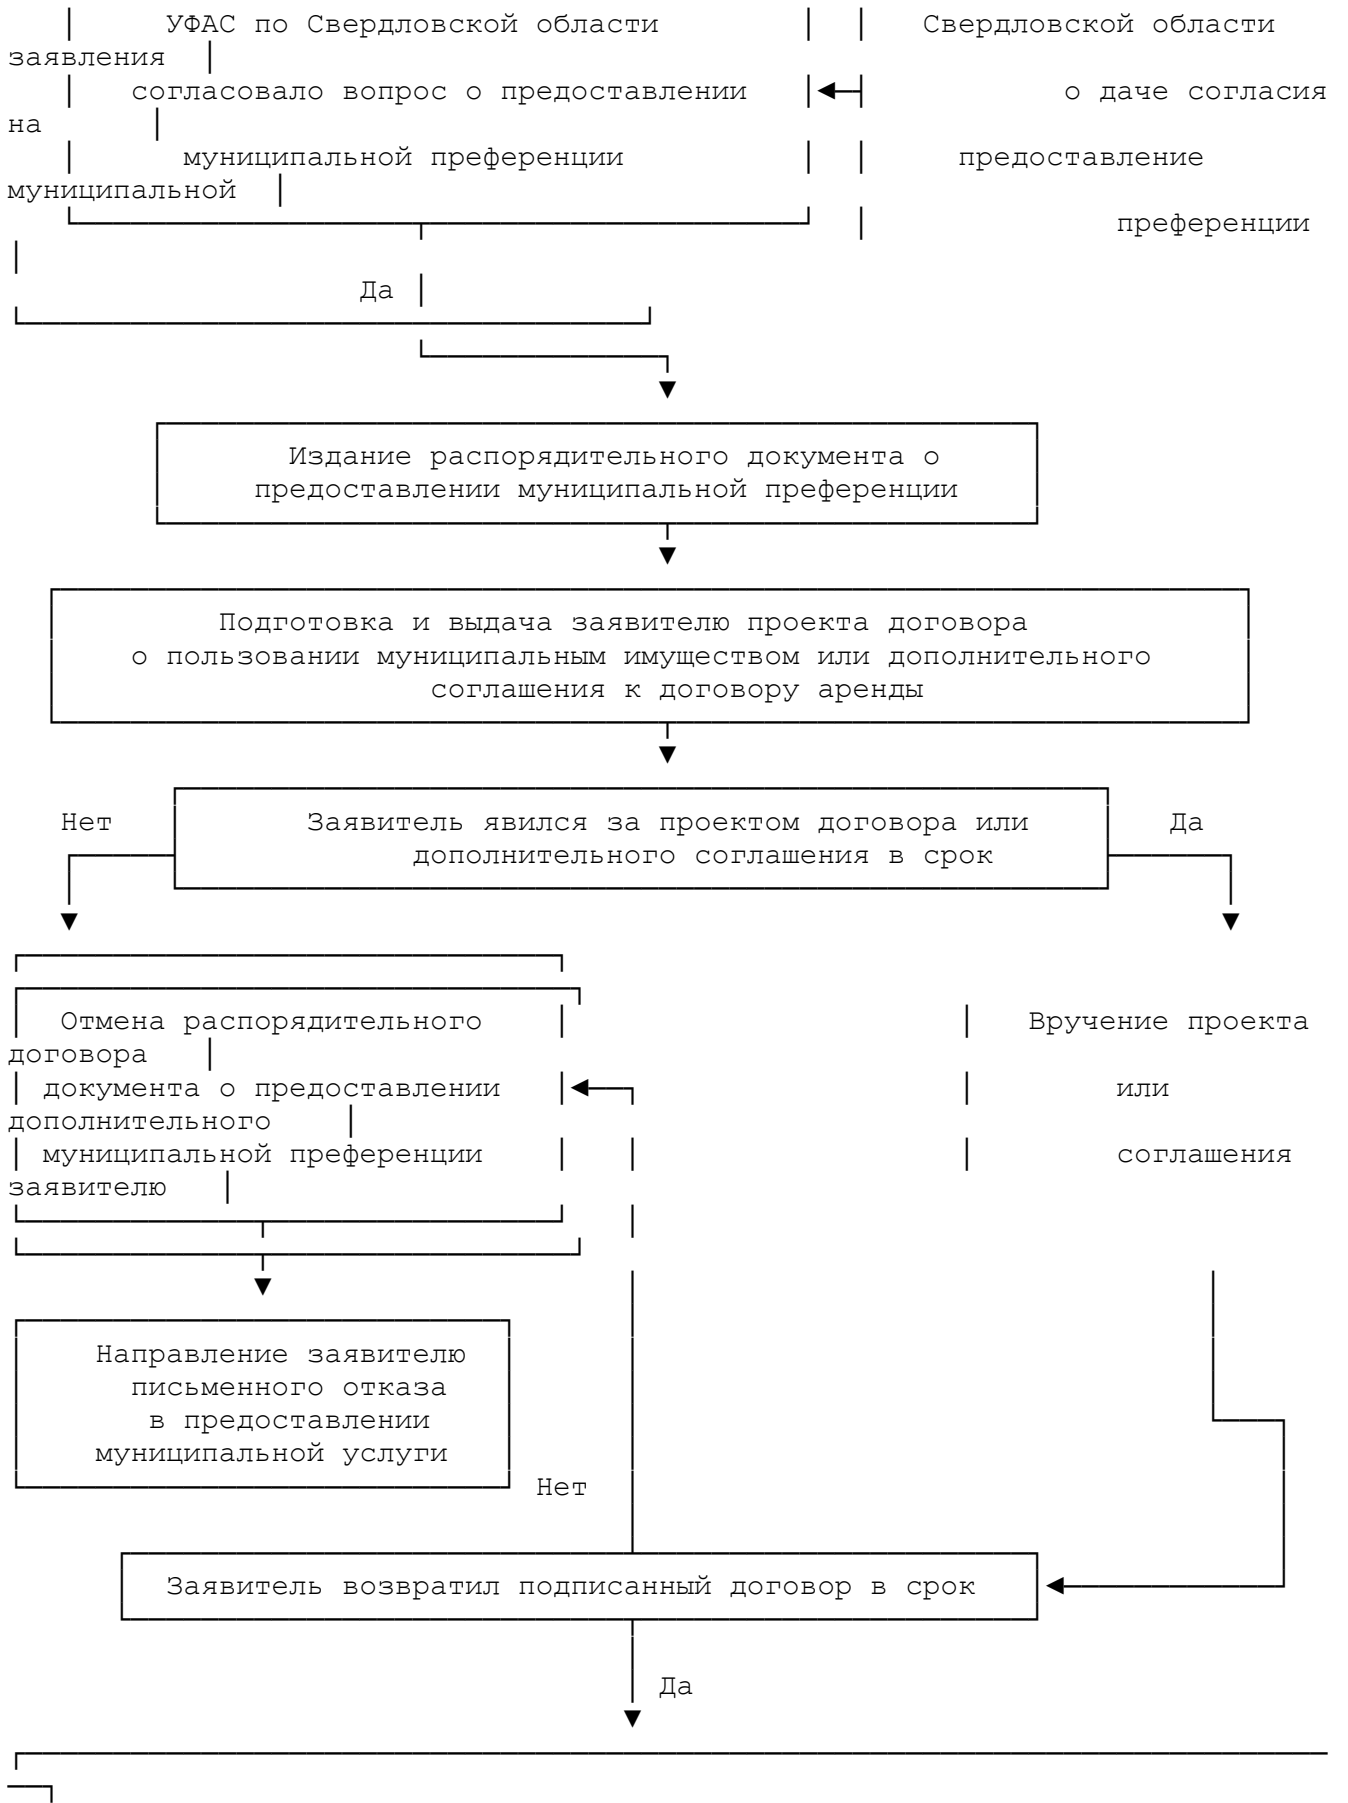 УФАС по Свердловской области Свердловской области
заявления
согласовало вопрос о предоставлении о даче согласия
на
муниципальной преференции предоставление
муниципальной
преференции
Да
Издание распорядительного документа о
предоставлении муниципальной преференции
Подготовка и выдача заявителю проекта договора
о пользовании муниципальным имуществом или дополнительного
соглашения к договору аренды
Нет Заявитель явился за проектом договора или Да
дополнительного соглашения в срок
Отмена распорядительного Вручение проекта
договора
документа о предоставлении или
дополнительного
муниципальной преференции соглашения
заявителю
Направление заявителю
письменного отказа
в предоставлении
муниципальной услуги
Нет
Заявитель возвратил подписанный договор в срок
Да